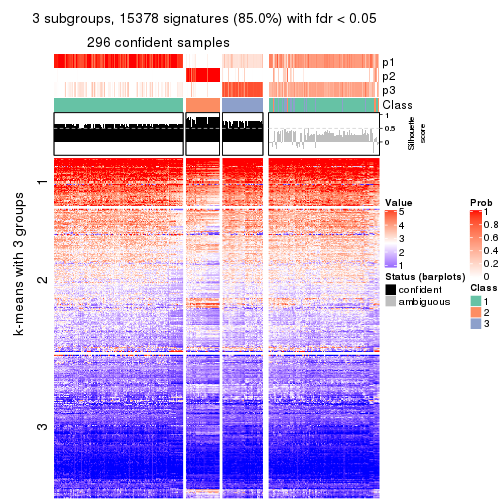 3 subgroups, 15378 signatures (85.0%) with fdr < 0.05
296 confident samples
p1
p2
p3
Class
1
0.5
0
Silhouette
score
k-means with 3 groups
1
2
3
Value
5
4
3
2
1
Status (barplots)
confident
ambiguous
Prob
1
0.8
0.6
0.4
0.2
0
Class
1
2
3